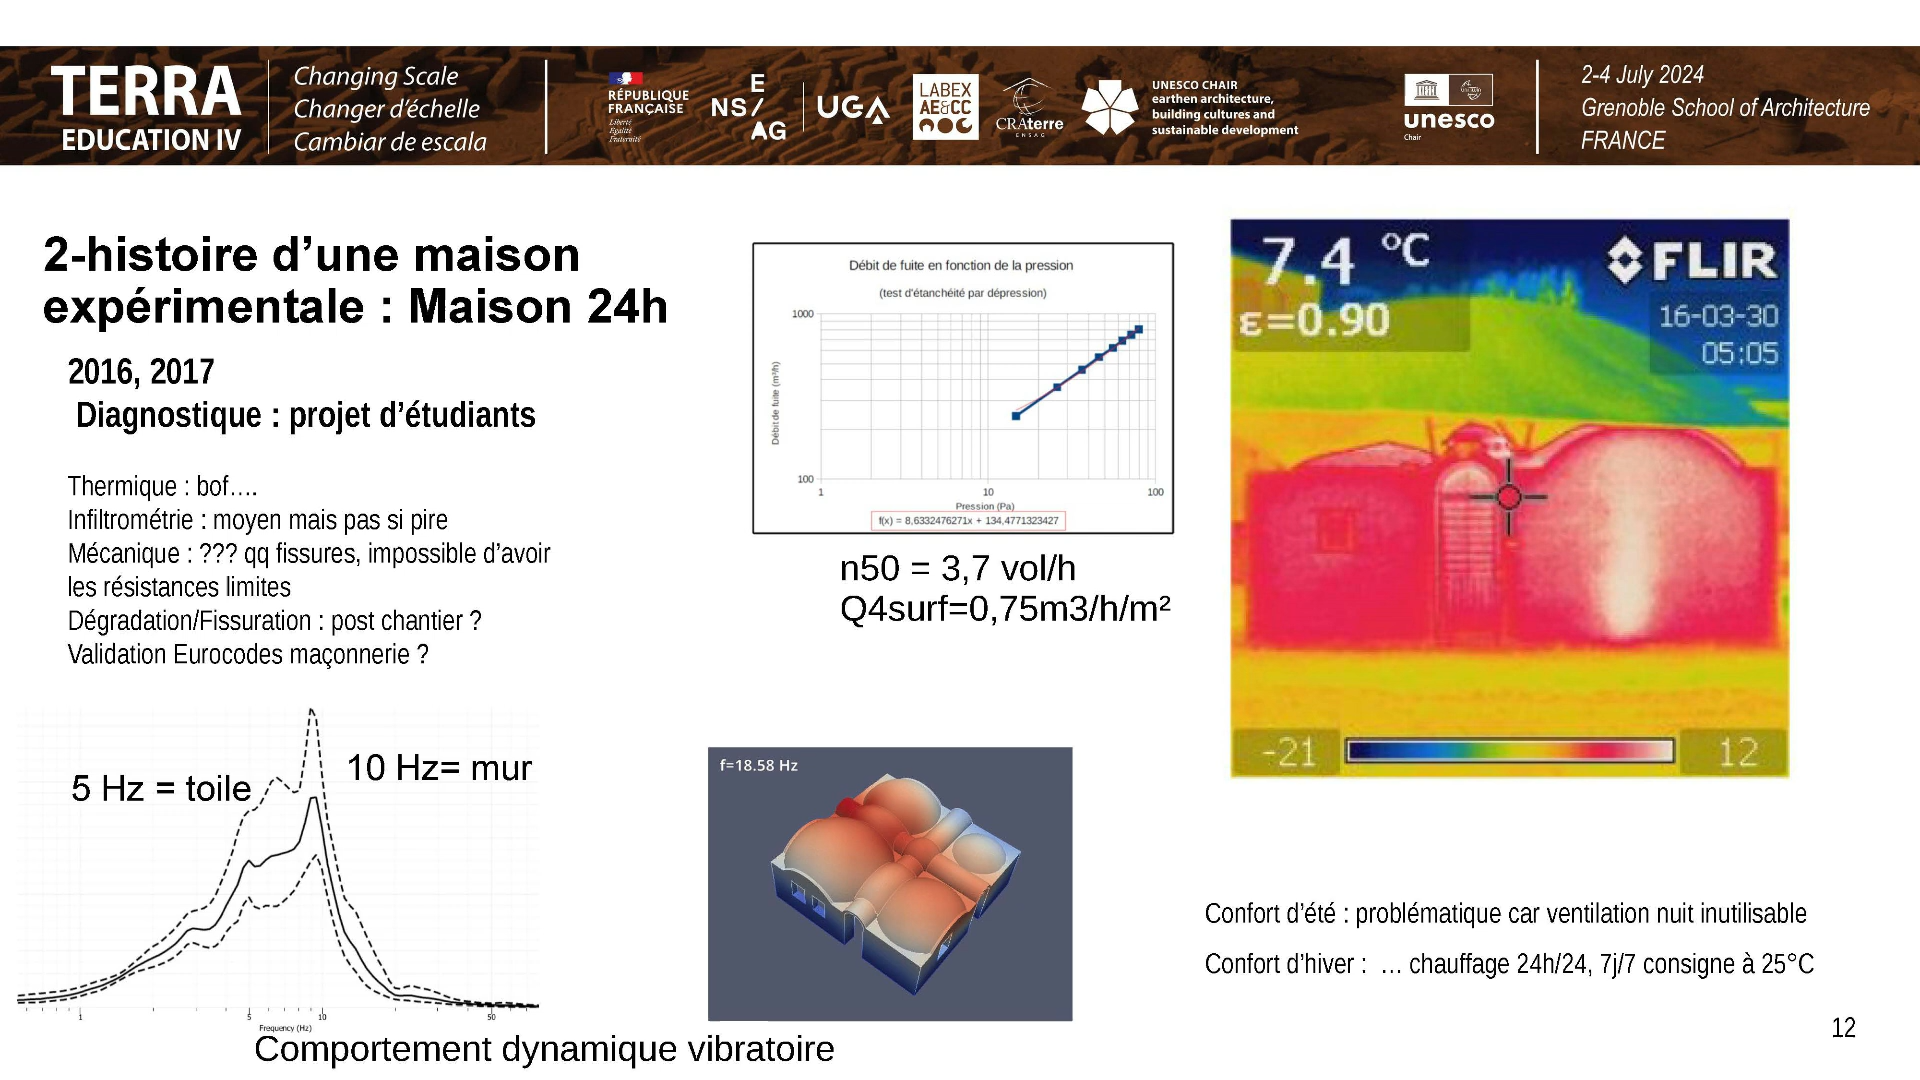 TERRA
EDUCATION IV
Changing Scale
Changer d'échelle
Cambiar de escala
RÉPUBLIQUE
FRANÇAISE
Liberté
Égalité
Fraternité
E
NS/
AG
UGA
LABEX
AE&CC
CRAterre
ENSAG
UNESCO CHAIR
earthen architecture,
building cultures and
sustainable development
unesco
Chair
2-4 July 2024
Grenoble School of Architecture
FRANCE
2-histoire d’une maison
expérimentale : Maison 24h
2016, 2017
Diagnostique : projet d’étudiants
Thermique : bof….
Infiltrométrie : moyen mais pas si pire
Mécanique : ??? qq fissures, impossible d’avoir
les résistances limites
Dégradation/Fissuration : post chantier ?
Validation Eurocodes maçonnerie ?
Débit de fuite en fonction de la pression
(test d'étanchéité par dépression)
1000
Débit de fuite (m³/h)
100
1
10
100
Pression (Pa)
f(x) = 8,6332476271x + 134,4771323427
n50 = 3,7 vol/h
Q4surf=0,75m3/h/m²
7.4 °C
FLIR
ε=0.90
16-03-30
05:05
-21
12
5 Hz = toile
10 Hz= mur
1
5
10
50
Frequency (Hz)
f=18.58 Hz
Comportement dynamique vibratoire
Confort d’été : problématique car ventilation nuit inutilisable
Confort d’hiver : … chauffage 24h/24, 7j/7 consigne à 25°C
12